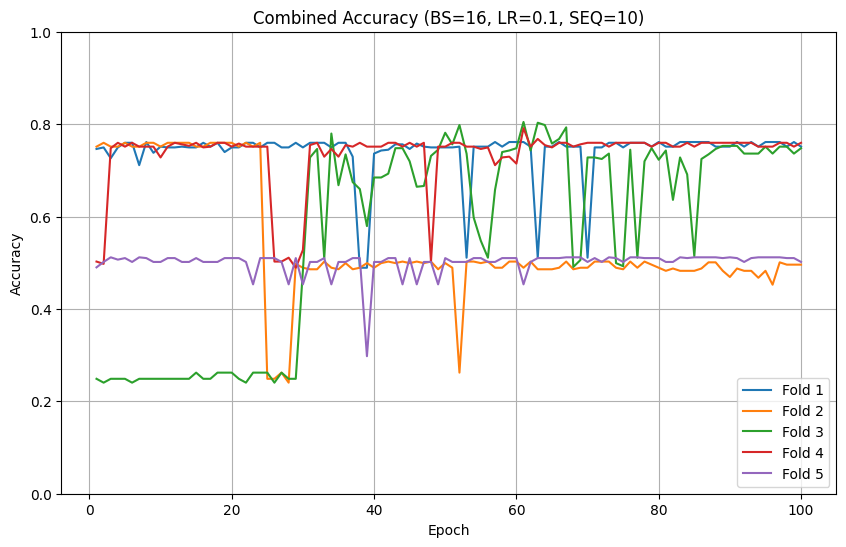 Combined Accuracy (BS=16, LR=0.1, SEQ=10)
1.0
0.8
0.6
0.4
0.2
0.0
Accuracy
0 20 40 60 80 100
Epoch
Fold 1
Fold 2
Fold 3
Fold 4
Fold 5